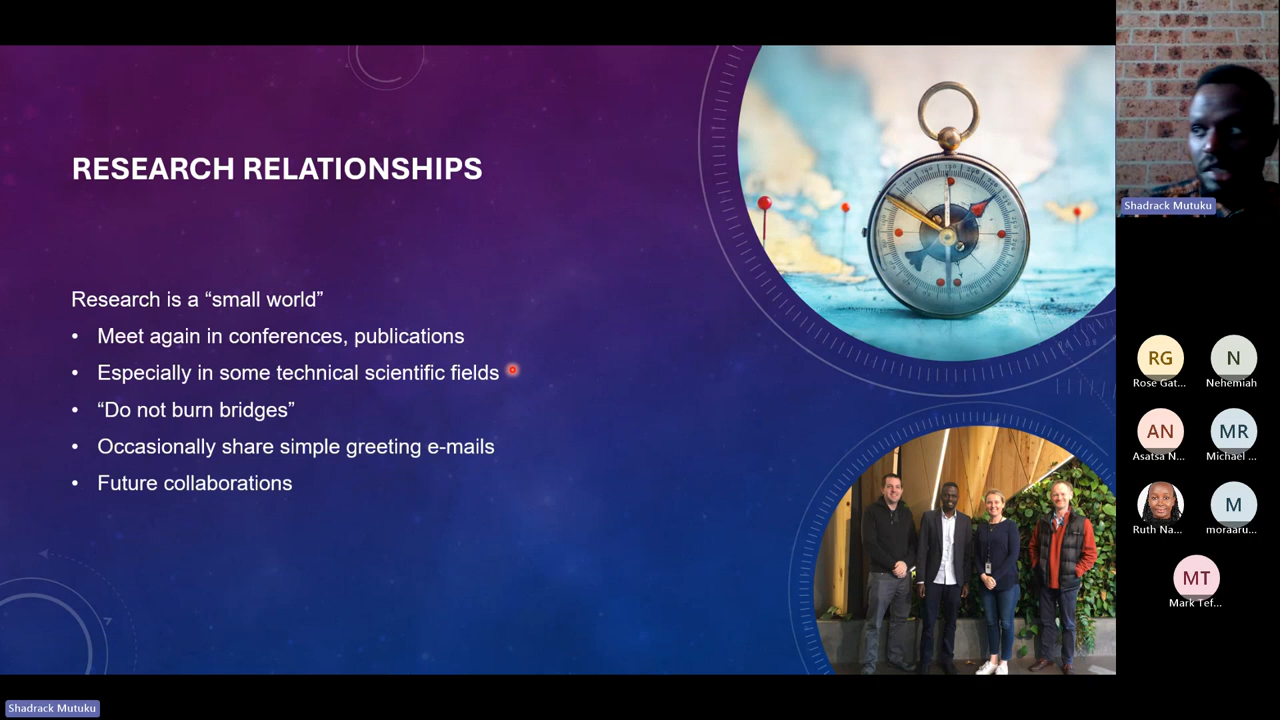 RESEARCH RELATIONSHIPS
Research is a “small world”
• Meet again in conferences, publications
• Especially in some technical scientific fields
• “Do not burn bridges”
• Occasionally share simple greeting e-mails
• Future collaborations
Shadrack Mutuku
RG
Rose Gat...
N
Nehemiah
AN
Asatsa N...
MR
Michael ...
Ruth Na...
M
moraaru...
MT
Mark Tef...
Shadrack Mutuku